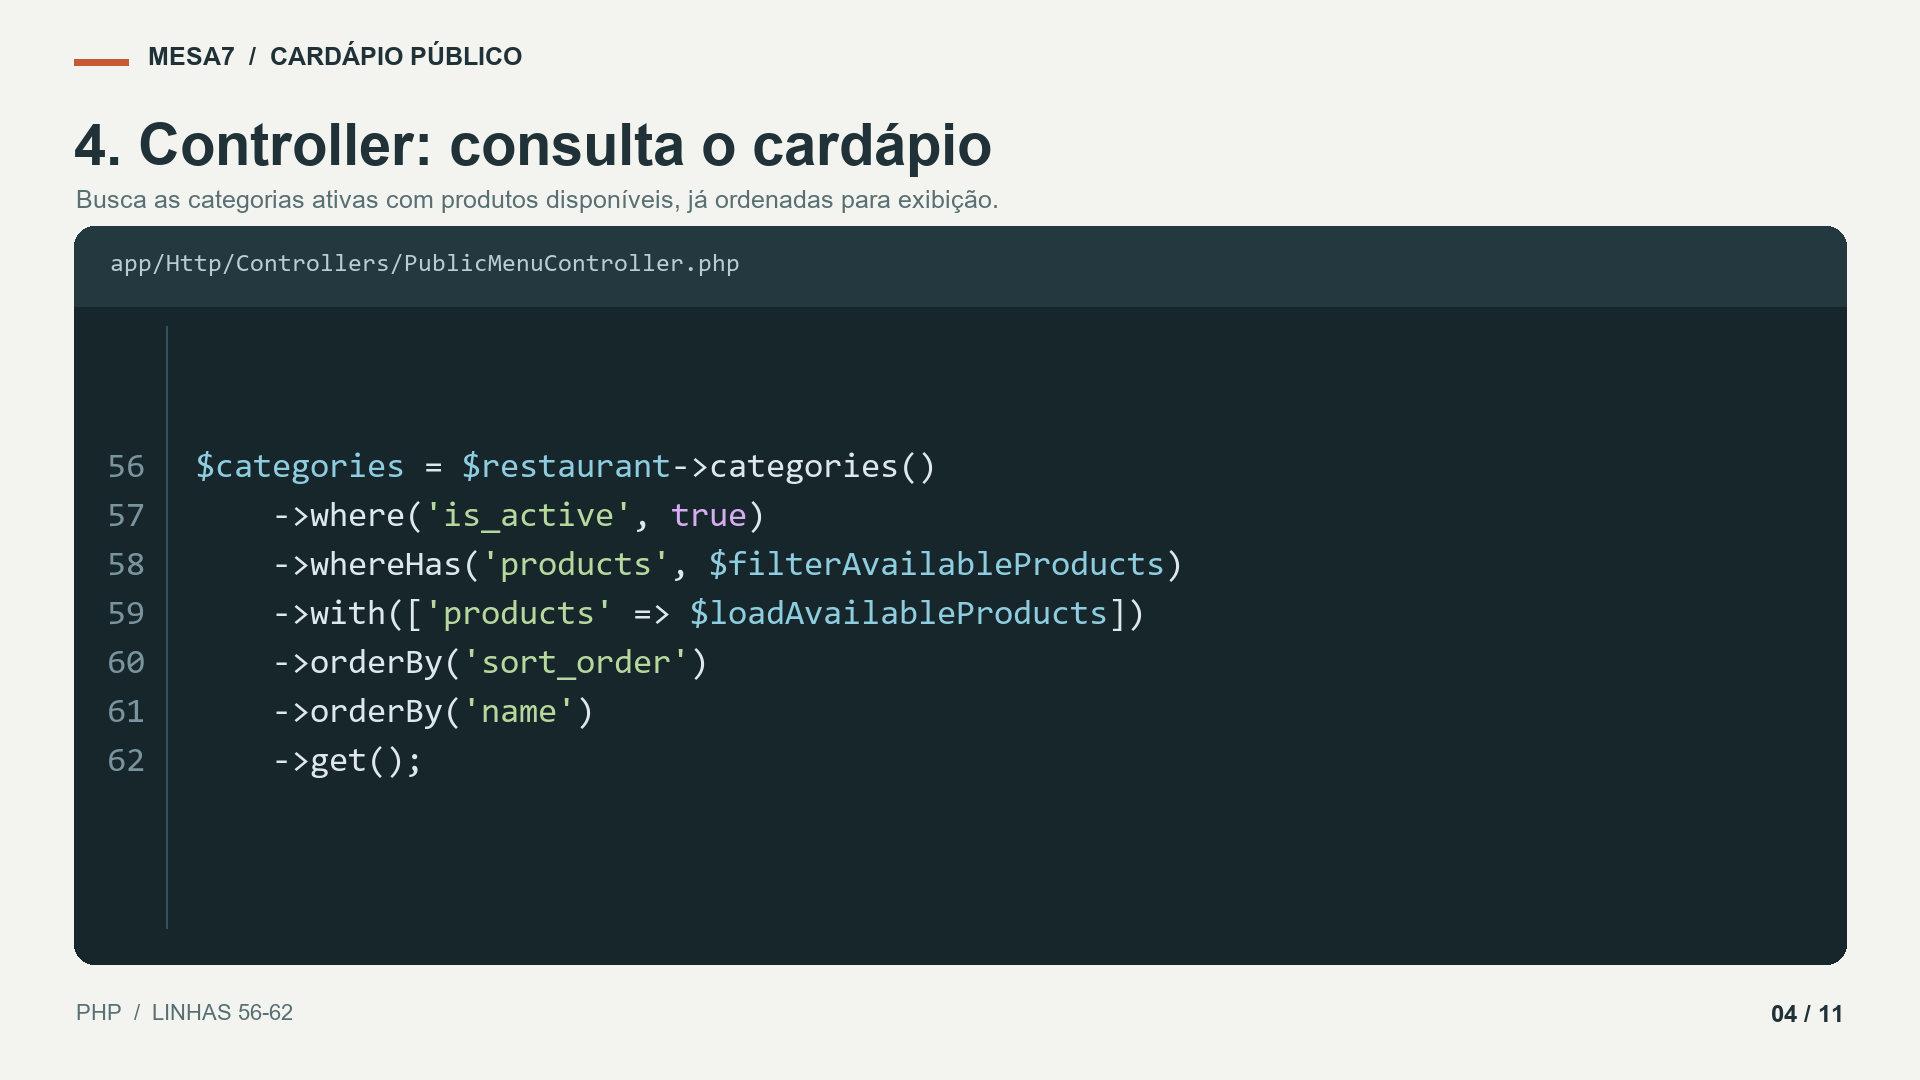 MESA7 / CARDÁPIO PÚBLICO
4. Controller: consulta o cardápio
Busca as categorias ativas com produtos disponíveis, já ordenadas para exibição.
app/Http/Controllers/PublicMenuController.php
56 $categories = $restaurant->categories()
57     ->where('is_active', true)
58     ->whereHas('products', $filterAvailableProducts)
59     ->with(['products' => $loadAvailableProducts])
60     ->orderBy('sort_order')
61     ->orderBy('name')
62     ->get();
PHP / LINHAS 56-62
04 / 11